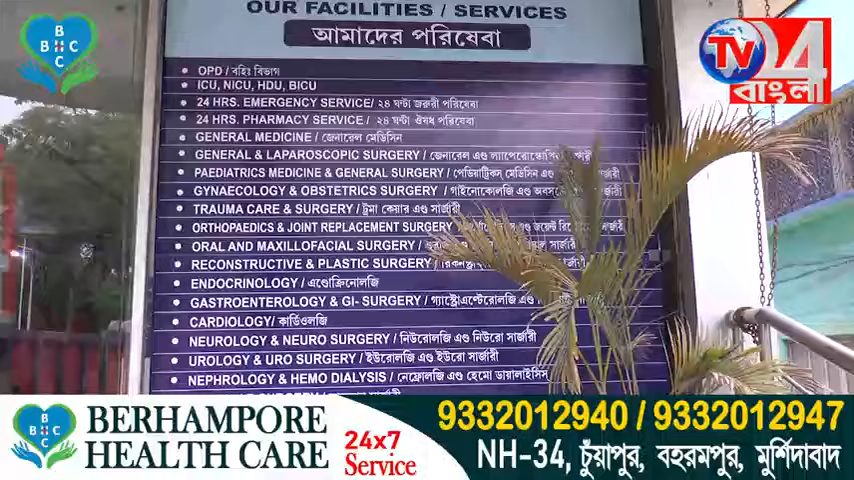 OUR FACILITIES / SERVICES
আমাদের পরিষেবা
BBHCC
TV 24
বাংলা
OPD / বহিঃ বিভাগ
ICU, NICU, HDU, BICU
24 HRS. EMERGENCY SERVICE/ ২৪ ঘন্টা জরুরী পরিষেবা
24 HRS. PHARMACY SERVICE / ২৪ ঘন্টা ঔষধ পরিষেবা
GENERAL MEDICINE / জেনারেল মেডিসিন
GENERAL & LAPAROSCOPIC SURGERY / জেনারেল এণ্ড
PAEDIATRICS MEDICINE & GENERAL SURGERY / পেডিয়াট্রিকস্ মেডিসিন এণ্ড
GYNAECOLOGY & OBSTETRICS SURGERY / গাইনোকোলজি এণ্ড
TRAUMA CARE & SURGERY / ট্রমা কেয়ার এণ্ড সার্জারী
ORTHOPAEDICS & JOINT REPLACEMENT SURGERY
ORAL AND MAXILLOFACIAL SURGERY /
RECONSTRUCTIVE & PLASTIC SURGERY /
ENDOCRINOLOGY / এণ্ডোক্রিনোলজি
GASTROENTEROLOGY & GI- SURGERY / গ্যাস্ট্রোএন্টেরোলজি এণ্ড
CARDIOLOGY/ কার্ডিওলজি
NEUROLOGY & NEURO SURGERY / নিউরোলজি এণ্ড নিউরো সার্জারী
UROLOGY & URO SURGERY / ইউরোলজি এণ্ড ইউরো সার্জারী
NEPHROLOGY & HEMO DIALYSIS / নেফ্রোলজি এণ্ড হেমো ডায়ালাইসিস
BBHCC
BERHAMPORE
HEALTH CARE
24x7
Service
9332012940 / 9332012947
NH-34, চুঁয়াপুর, বহরমপুর, মুর্শিদাবাদ